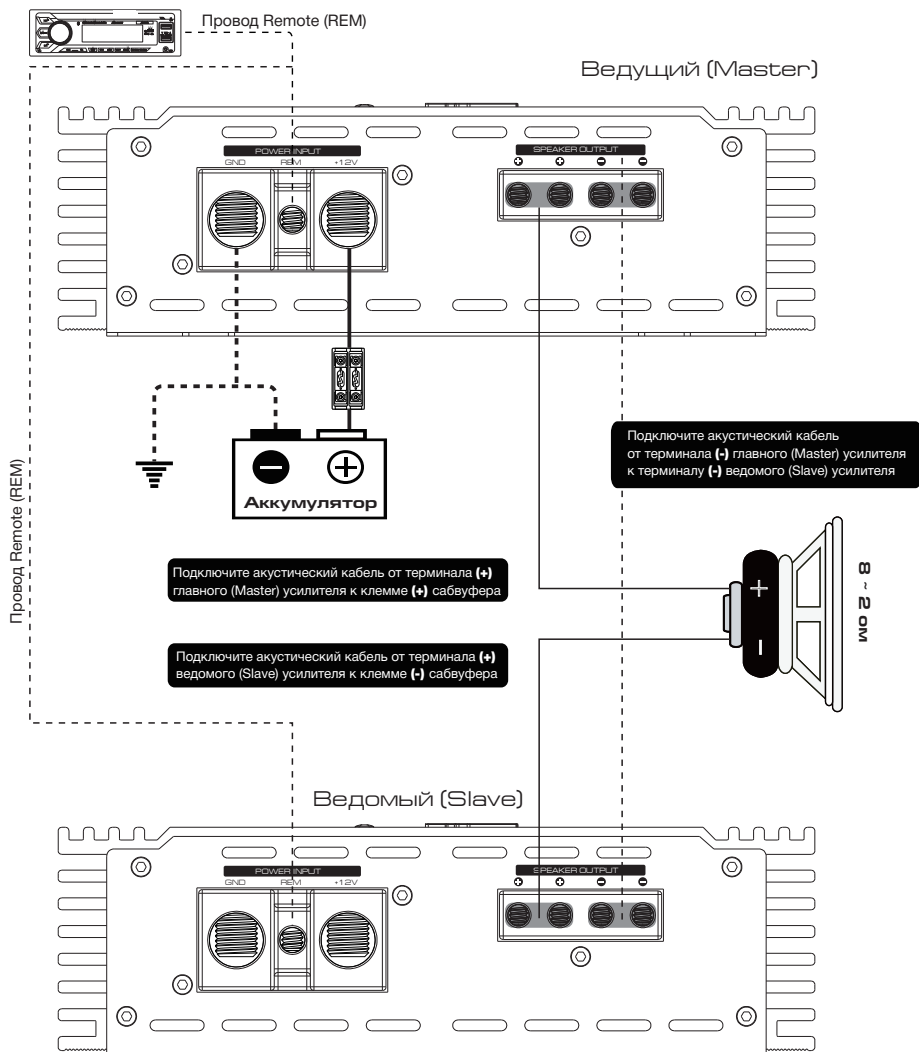 Провод Remote (REM)
Ведущий (Master)
POWER INPUT
GND REM +12V
SPEAKER OUTPUT
+ + - -
- +
Аккумулятор
Провод Remote (REM)
Подключите акустический кабель
от терминала (-) главного (Master) усилителя
к терминалу (-) ведомого (Slave) усилителя
Подключите акустический кабель от терминала (+)
главного (Master) усилителя к клемме (+) сабвуфера
Подключите акустический кабель от терминала (+)
ведомого (Slave) усилителя к клемме (-) сабвуфера
+
-
8 ~ 2 ом
Ведомый (Slave)
POWER INPUT
GND REM +12V
SPEAKER OUTPUT
+ + - -